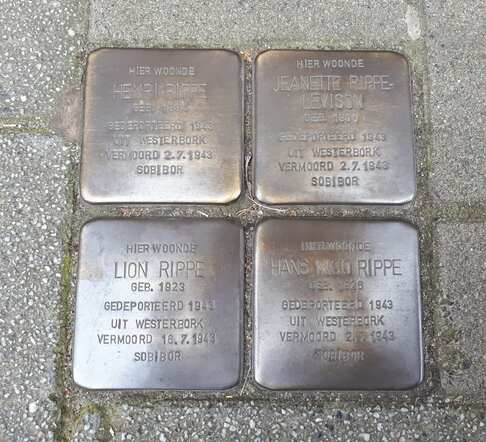 HIER WOONDE
HENRI RIPPE
GEB.
GEDEPORTEERD 1943
UIT WESTERBORK
VERMOORD 2.7.1943
SOBIBOR
HIER WOONDE
JEANETTE RIPPE-
LEVISON
GEB.
GEDEPORTEERD 1943
UIT WESTERBORK
VERMOORD 2.7.1943
SOBIBOR
HIER WOONDE
LION RIPPE
GEB. 1923
GEDEPORTEERD 1943
UIT WESTERBORK
VERMOORD 16.7.1943
SOBIBOR
HIER WOONDE
HANS RIPPE
GEB. 1926
GEDEPORTEERD 1943
UIT WESTERBORK
VERMOORD 2.7.1943
SOBIBOR